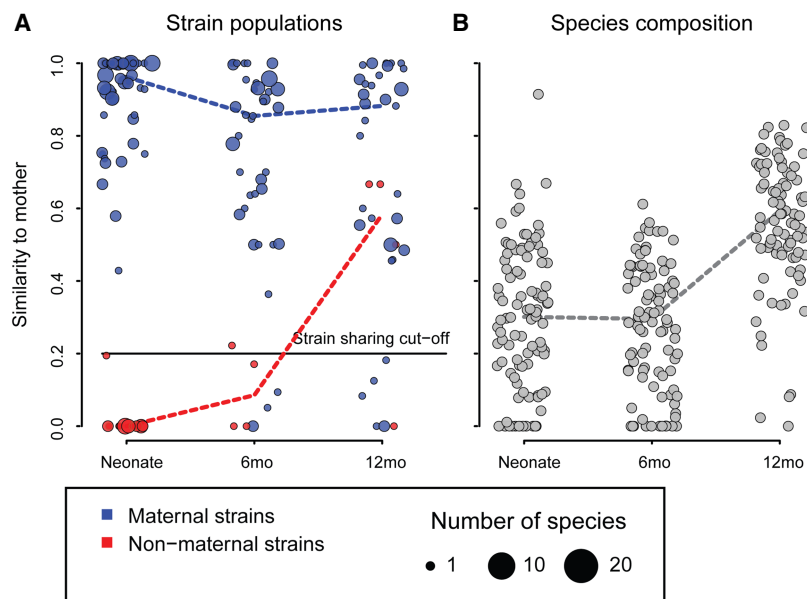 A Strain populations
B Species composition
Similarity to mother
1.0
0.8
0.6
0.4
0.2
0.0
Strain sharing cut−off
Neonate 6mo 12mo
Neonate 6mo 12mo
Maternal strains
Non−maternal strains
Number of species
1 10 20